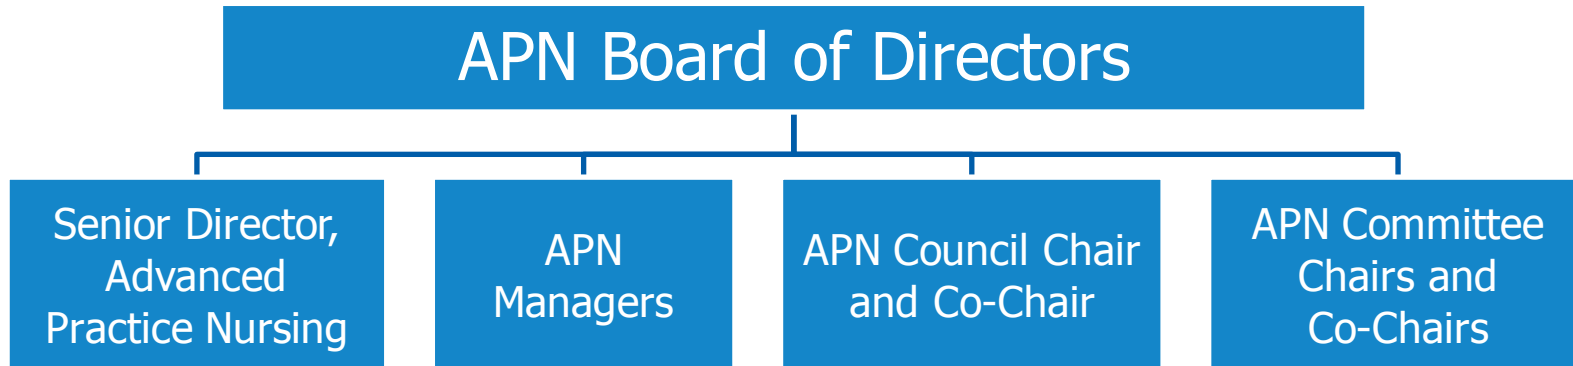 APN Board of Directors
Senior Director,
Advanced
Practice Nursing
APN
Managers
APN Council Chair
and Co-Chair
APN Committee
Chairs and
Co-Chairs